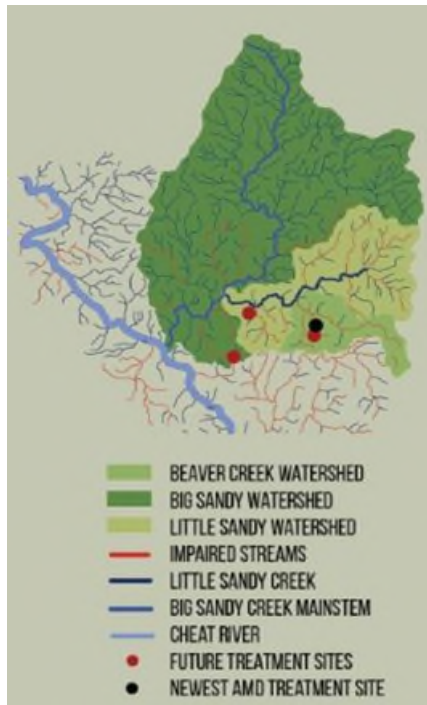 BEAVER CREEK WATERSHED
BIG SANDY WATERSHED
LITTLE SANDY WATERSHED
IMPAIRED STREAMS
LITTLE SANDY CREEK
BIG SANDY CREEK MAINSTEM
CHEAT RIVER
FUTURE TREATMENT SITES
NEWEST AMD TREATMENT SITE